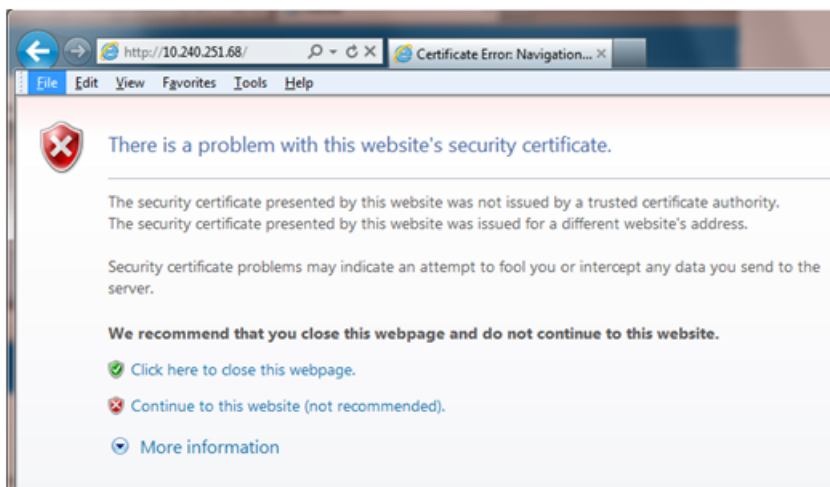 http://10.240.251.68/
Certificate Error: Navigation...
File Edit View Favorites Tools Help
There is a problem with this website's security certificate.
The security certificate presented by this website was not issued by a trusted certificate authority.
The security certificate presented by this website was issued for a different website's address.
Security certificate problems may indicate an attempt to fool you or intercept any data you send to the
server.
We recommend that you close this webpage and do not continue to this website.
Click here to close this webpage.
Continue to this website (not recommended).
More information